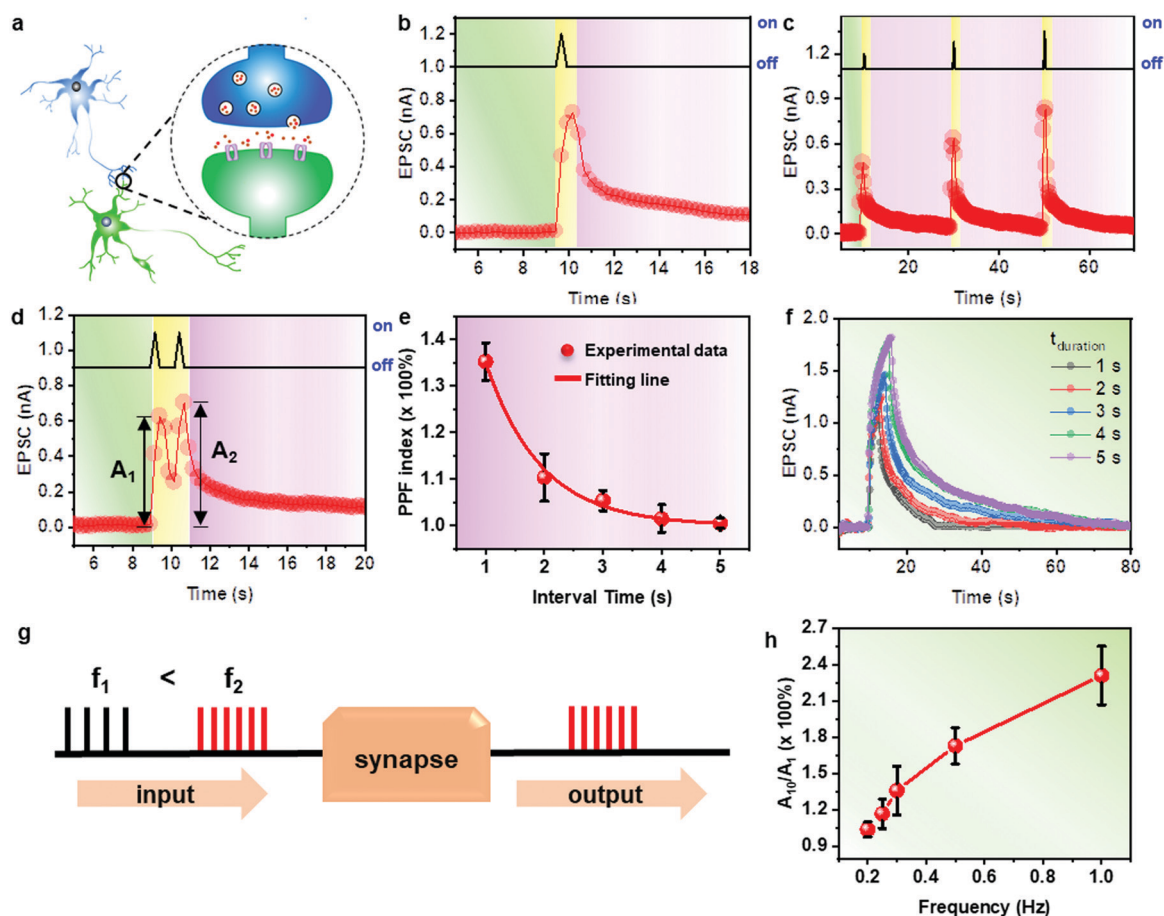 a
b
EPSC (nA)
1.2
1.0
0.8
0.6
0.4
0.2
0.0
on
off
6 8 10 12 14 16 18
Time (s)
c
EPSC (nA)
1.2
0.9
0.6
0.3
0.0
on
off
20 40 60
Time (s)
d
EPSC (nA)
1.2
1.0
0.8
0.6
0.4
0.2
0.0
on
off
A1
A2
6 8 10 12 14 16 18 20
Time (s)
e
PPF index (x 100%)
1.4
1.3
1.2
1.1
1.0
Experimental data
Fitting line
1 2 3 4 5
Interval Time (s)
f
EPSC (nA)
2.0
1.5
1.0
0.5
0.0
tduration
1 s
2 s
3 s
4 s
5 s
20 40 60 80
Time (s)
g
f1 < f2
synapse
input
output
h
A10/A1 (x 100%)
2.7
2.4
2.1
1.8
1.5
1.2
0.9
0.2 0.4 0.6 0.8 1.0
Frequency (Hz)